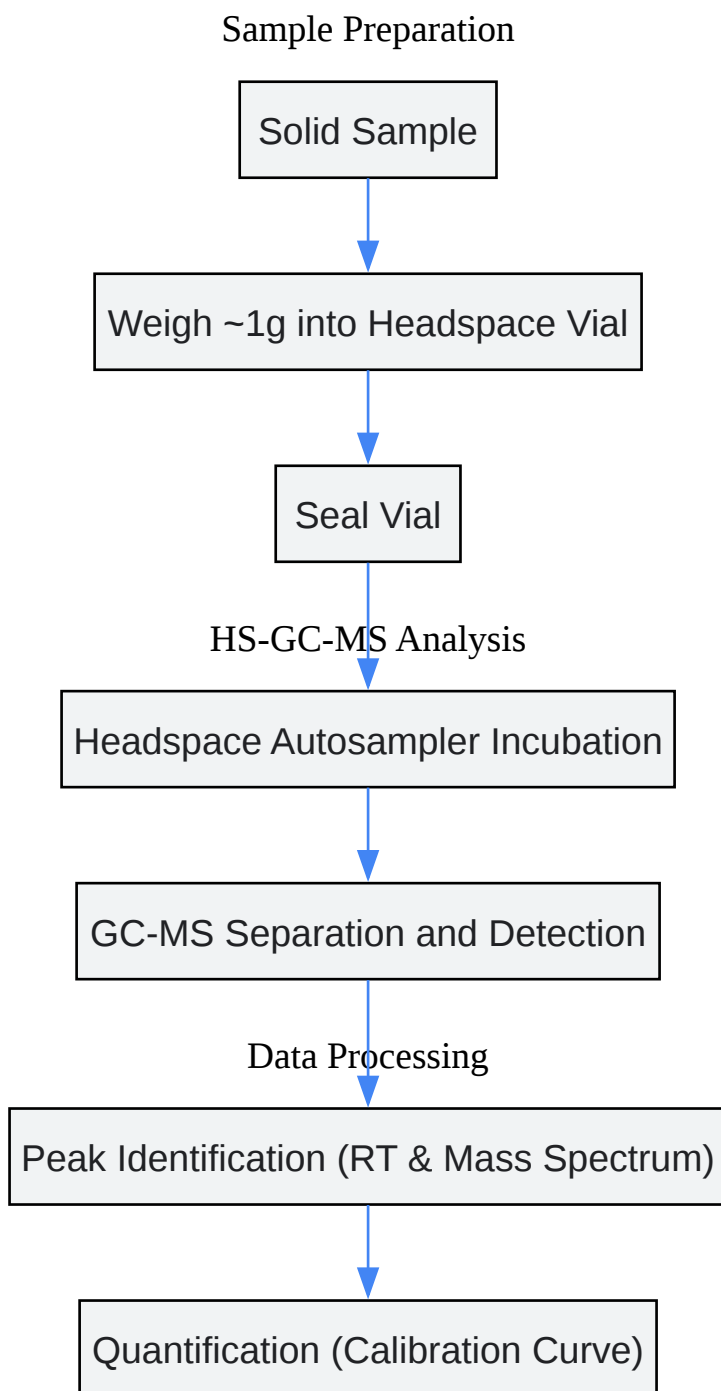 Sample Preparation
Solid Sample
Weigh ~1g into Headspace Vial
Seal Vial
HS-GC-MS Analysis
Headspace Autosampler Incubation
GC-MS Separation and Detection
Data Processing
Peak Identification (RT & Mass Spectrum)
Quantification (Calibration Curve)